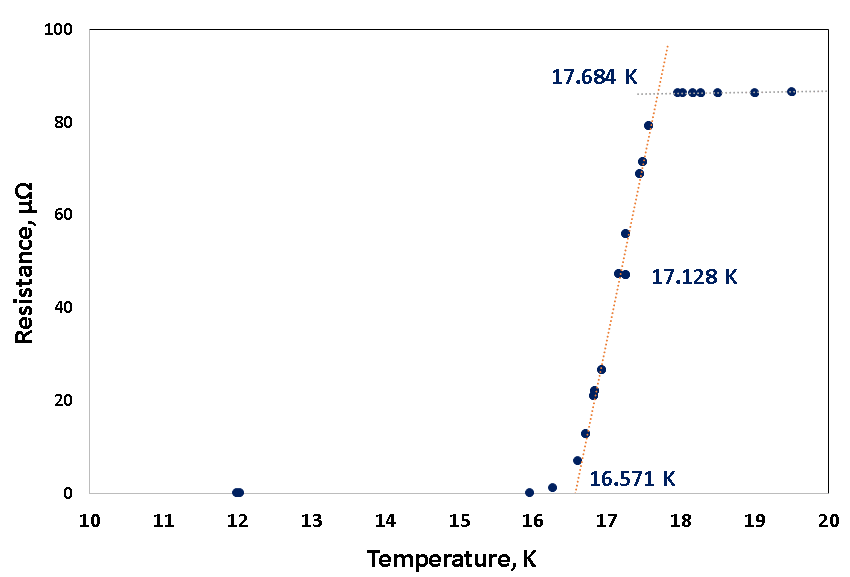 100
80
60
40
20
0
Resistance, μΩ
17.684 K
17.128 K
16.571 K
10 11 12 13 14 15 16 17 18 19 20
Temperature, K